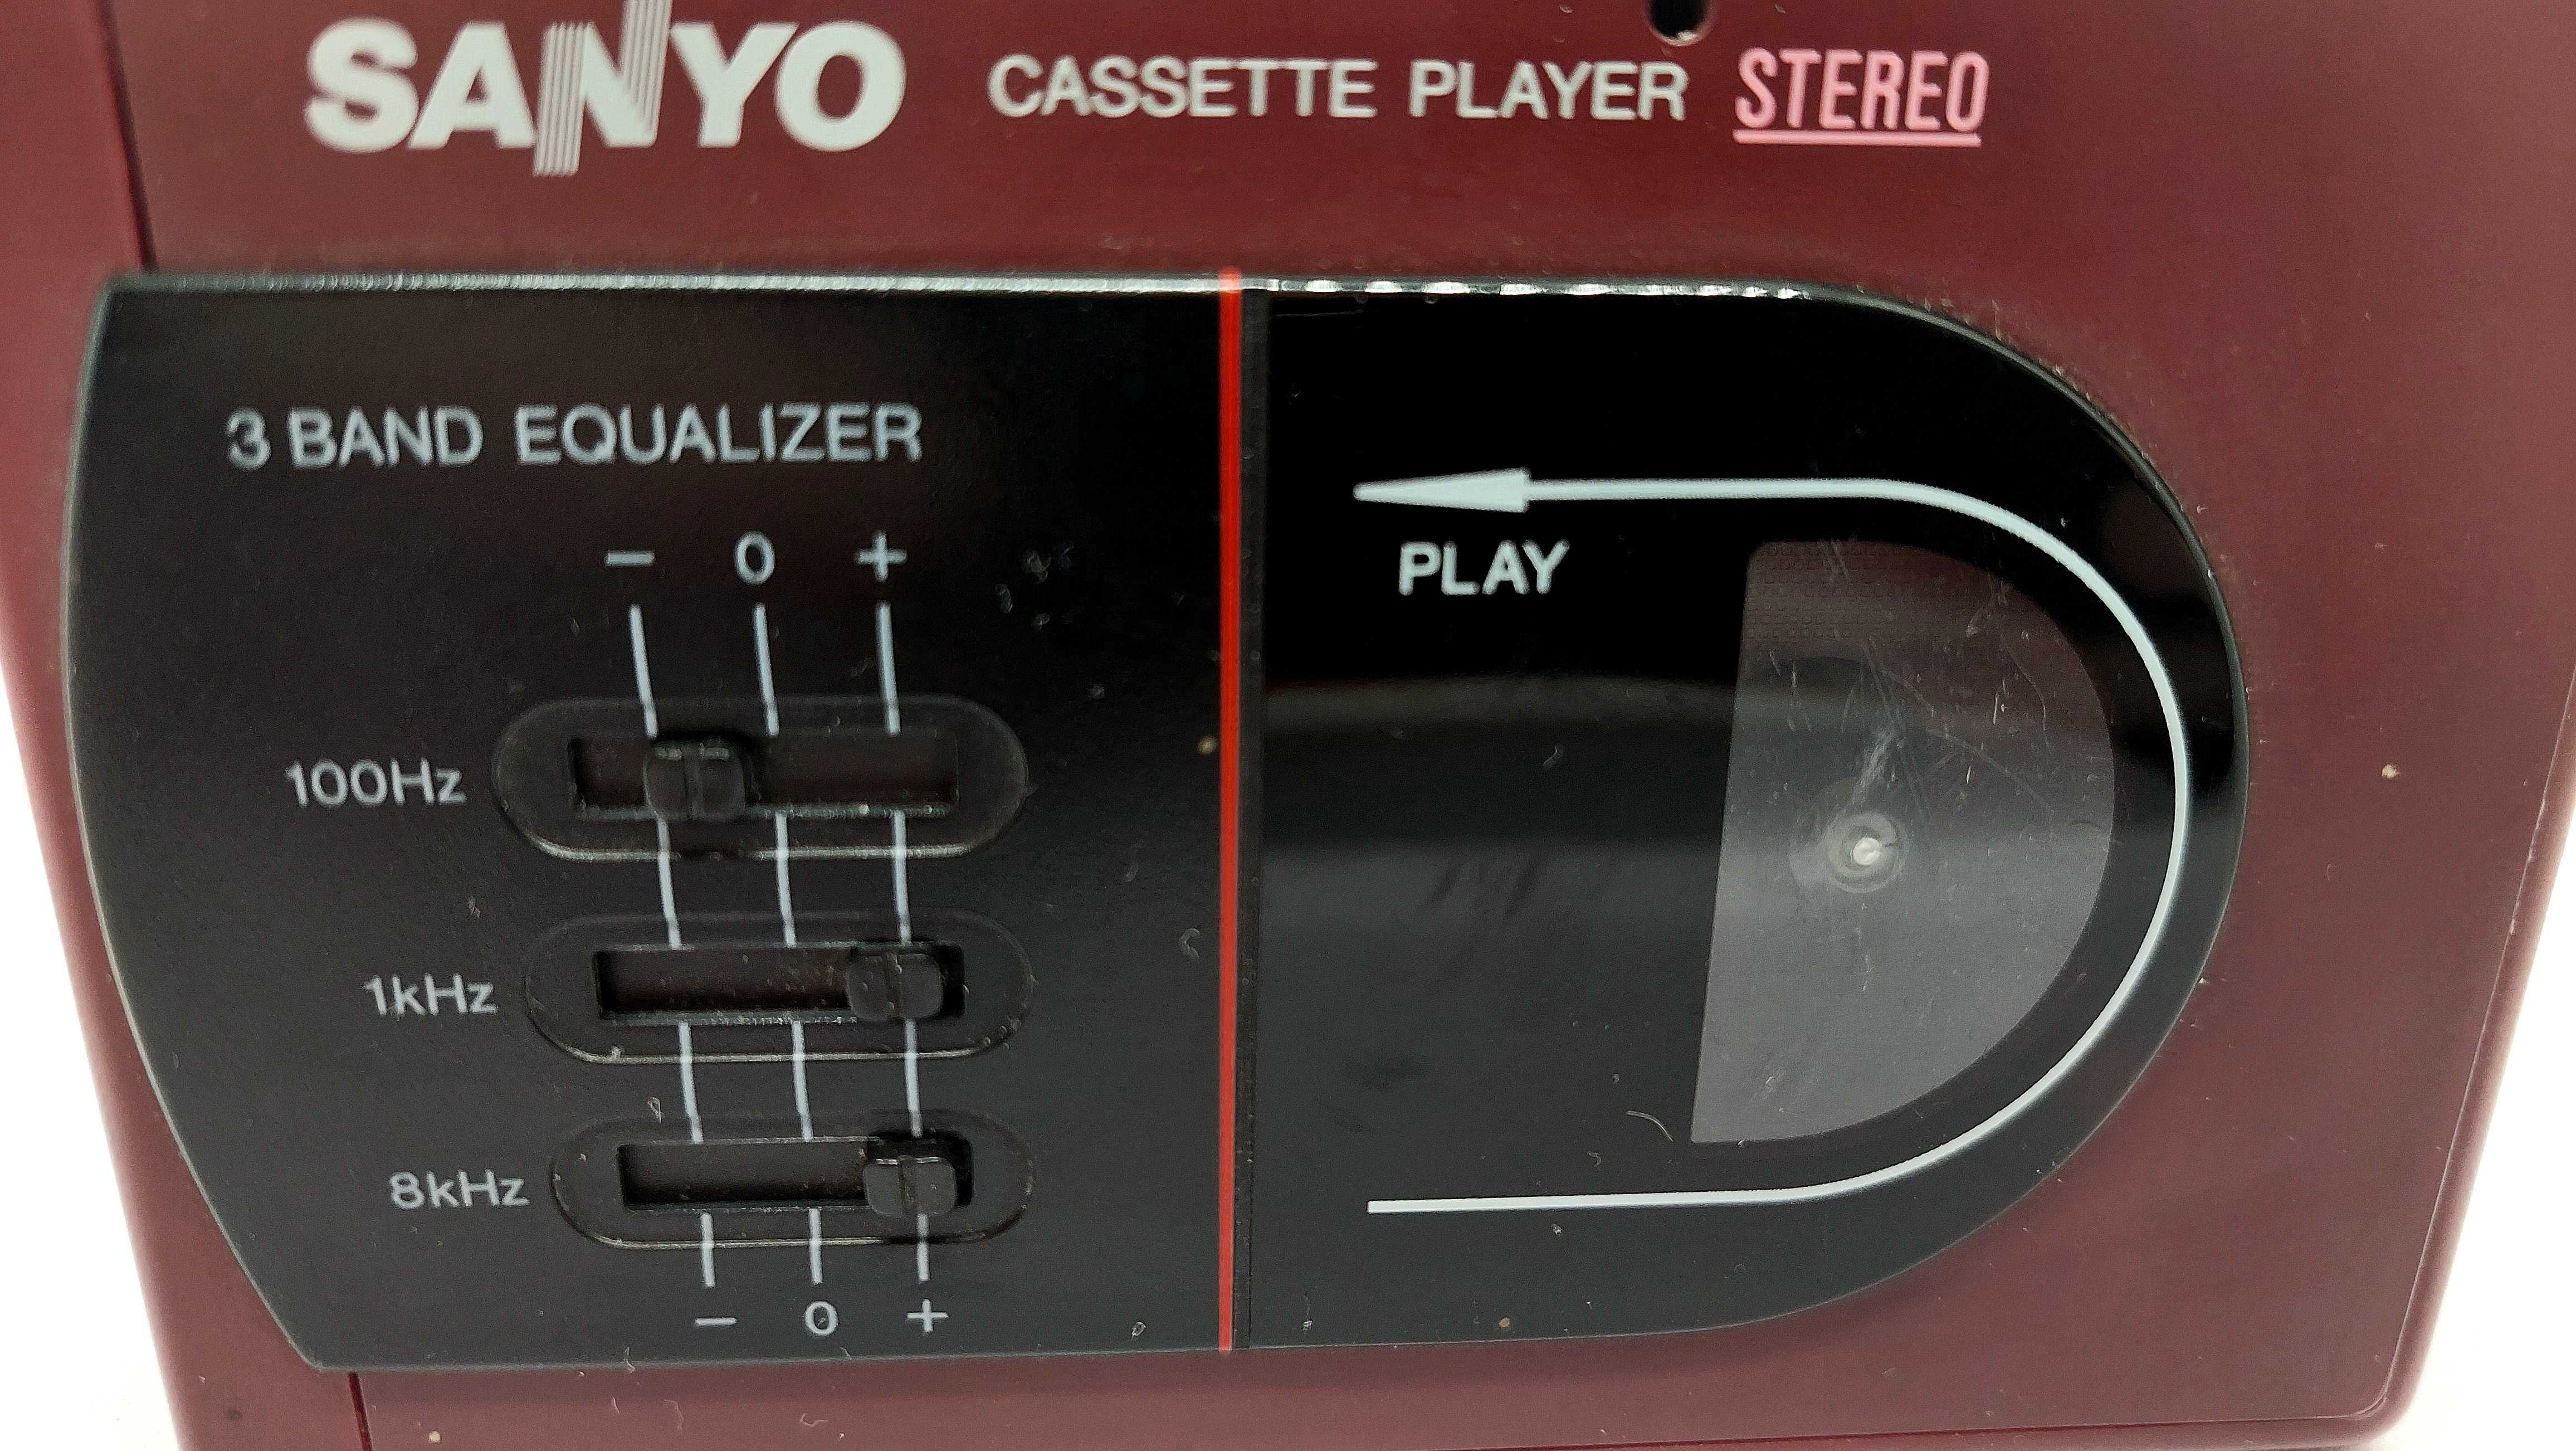 SANYO CASSETTE PLAYER STEREO
3 BAND EQUALIZER
- 0 +
PLAY
100Hz
1kHz
8kHz
- 0 +